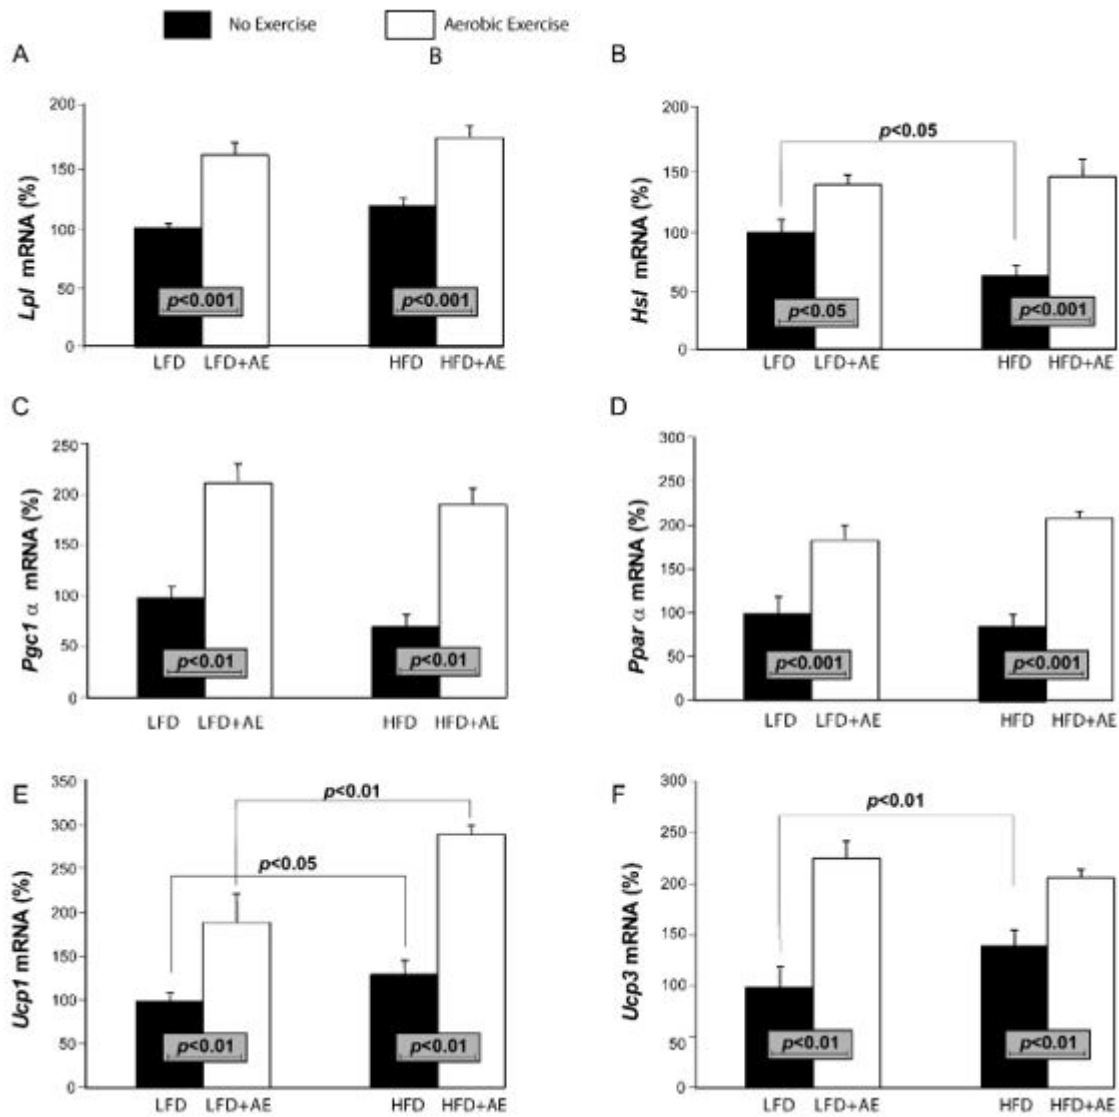 No Exercise Aerobic Exercise
A B B
Lpl mRNA (%)
200
150
100
50
0
p<0.001 p<0.001
LFD LFD+AE HFD HFD+AE
Hsl mRNA (%)
200
150
100
50
0
p<0.05
p<0.05 p<0.001
LFD LFD+AE HFD HFD+AE
C
Pgc1 α mRNA (%)
250
200
150
100
50
0
p<0.01 p<0.01
LFD LFD+AE HFD HFD+AE
D
Ppar α mRNA (%)
300
250
200
150
100
50
0
p<0.001 p<0.001
LFD LFD+AE HFD HFD+AE
E
Ucp1 mRNA (%)
350
300
250
200
150
100
50
0
p<0.01
p<0.05
p<0.01 p<0.01
LFD LFD+AE HFD HFD+AE
F
Ucp3 mRNA (%)
300
250
200
150
100
50
0
p<0.01
p<0.01 p<0.01
LFD LFD+AE HFD HFD+AE